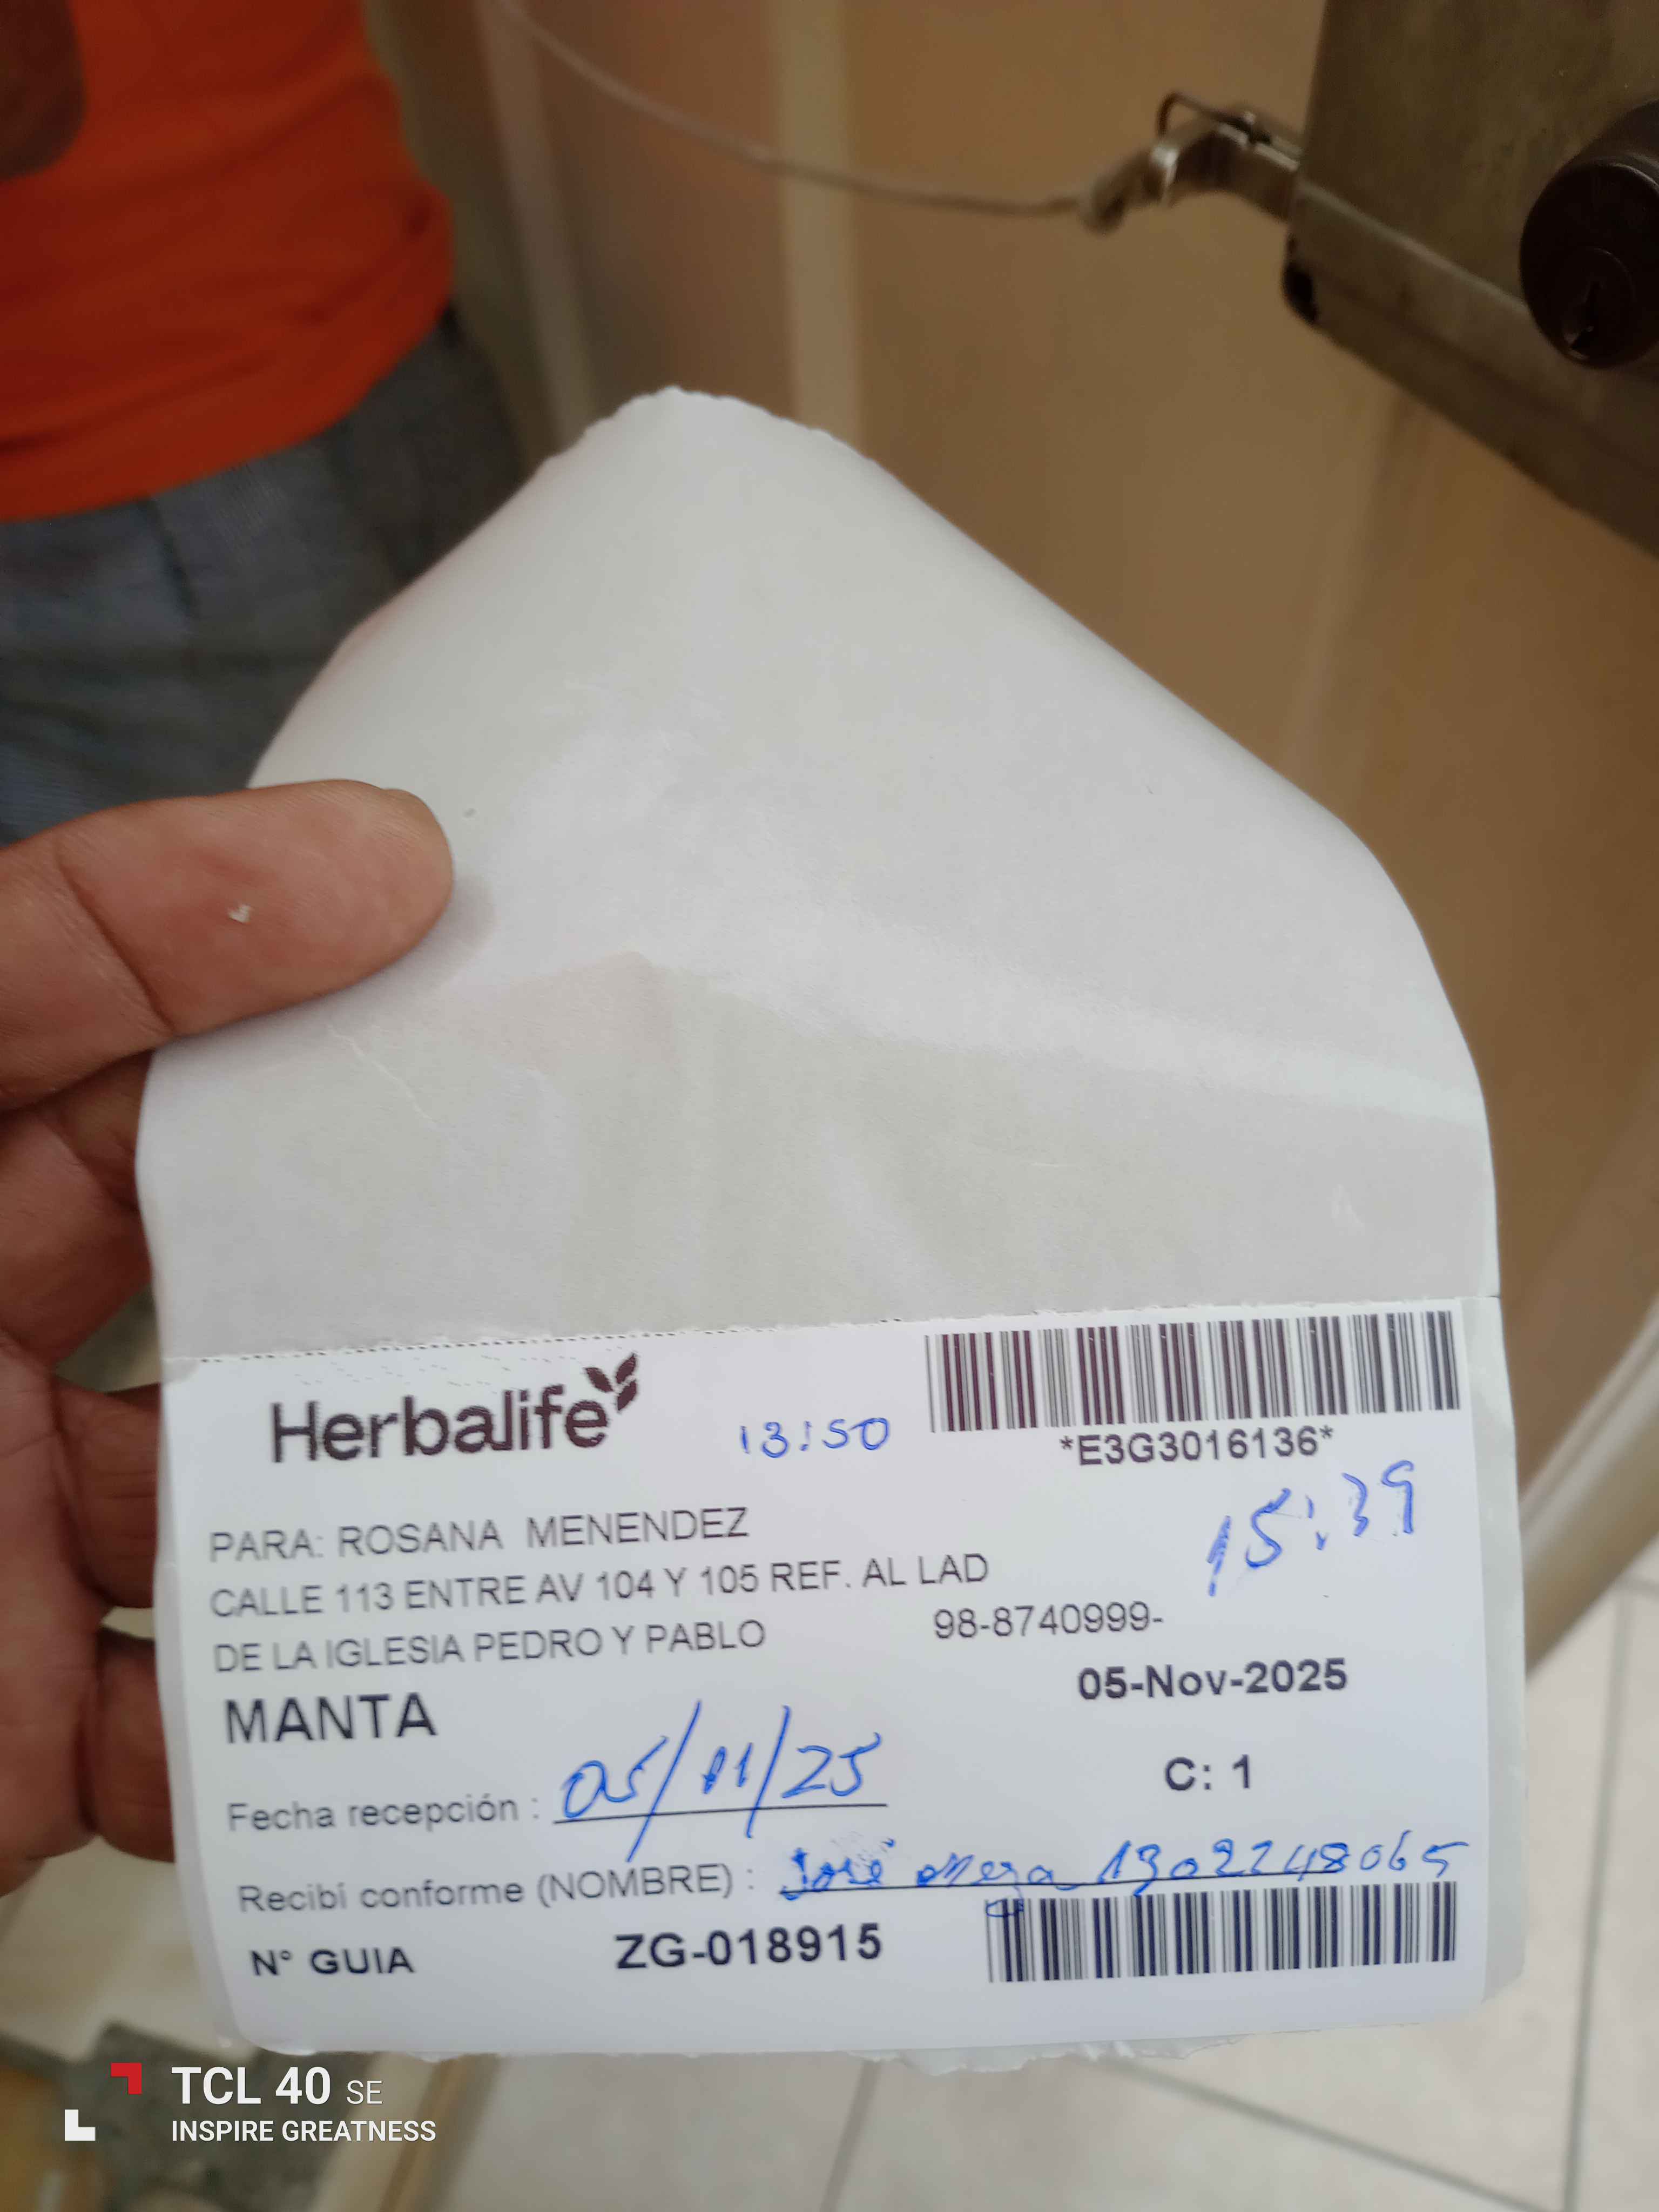 Herbalife
13:50
*E3G3016136*
15:39
PARA: ROSANA MENENDEZ
CALLE 113 ENTRE AV 104 Y 105 REF. AL LAD
DE LA IGLESIA PEDRO Y PABLO 98-8740999-
MANTA 05-Nov-2025
Fecha recepción : 05/11/25
C: 1
Recibí conforme (NOMBRE) : José 1302248065
N° GUIA ZG-018915
TCL 40 SE
INSPIRE GREATNESS